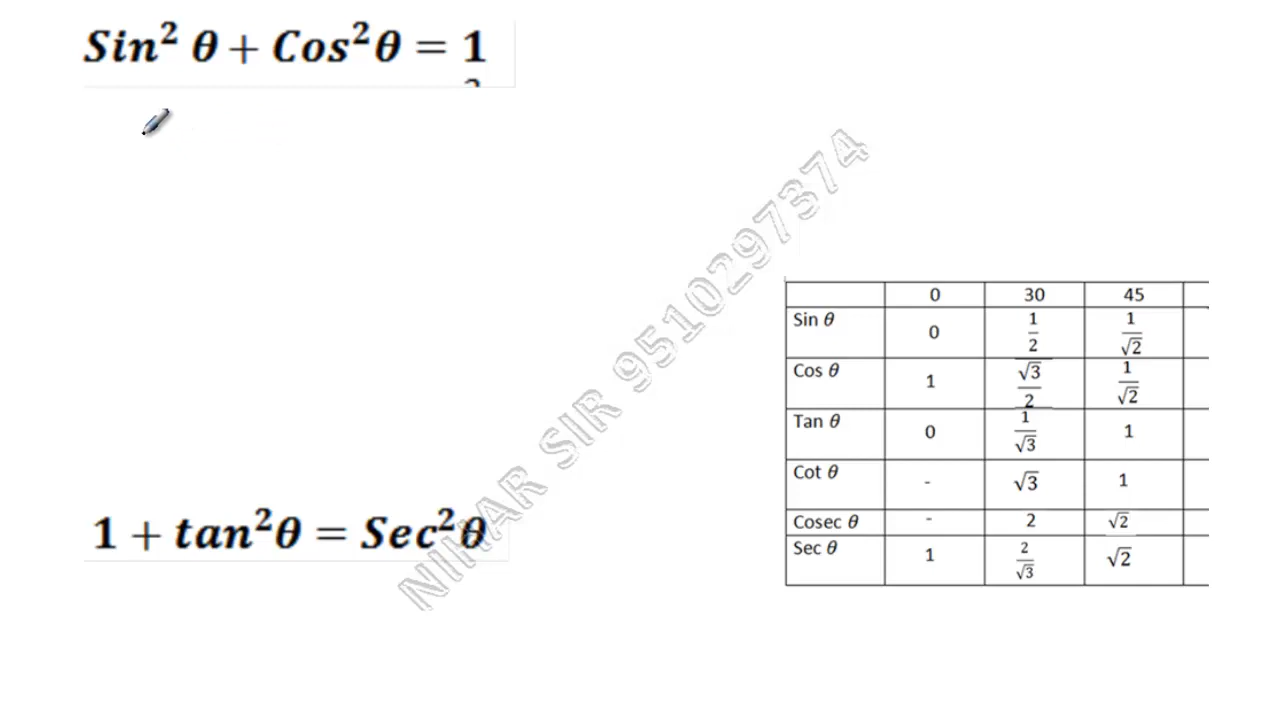 Sin² θ + Cos²θ = 1
NIHAR SIR 9510297374
0 30 45
Sin θ 0 1/2 1/√2
Cos θ 1 √3/2 1/√2
Tan θ 0 1/√3 1
Cot θ - √3 1
Cosec θ - 2 √2
Sec θ 1 2/√3 √2
1 + tan²θ = Sec²θ